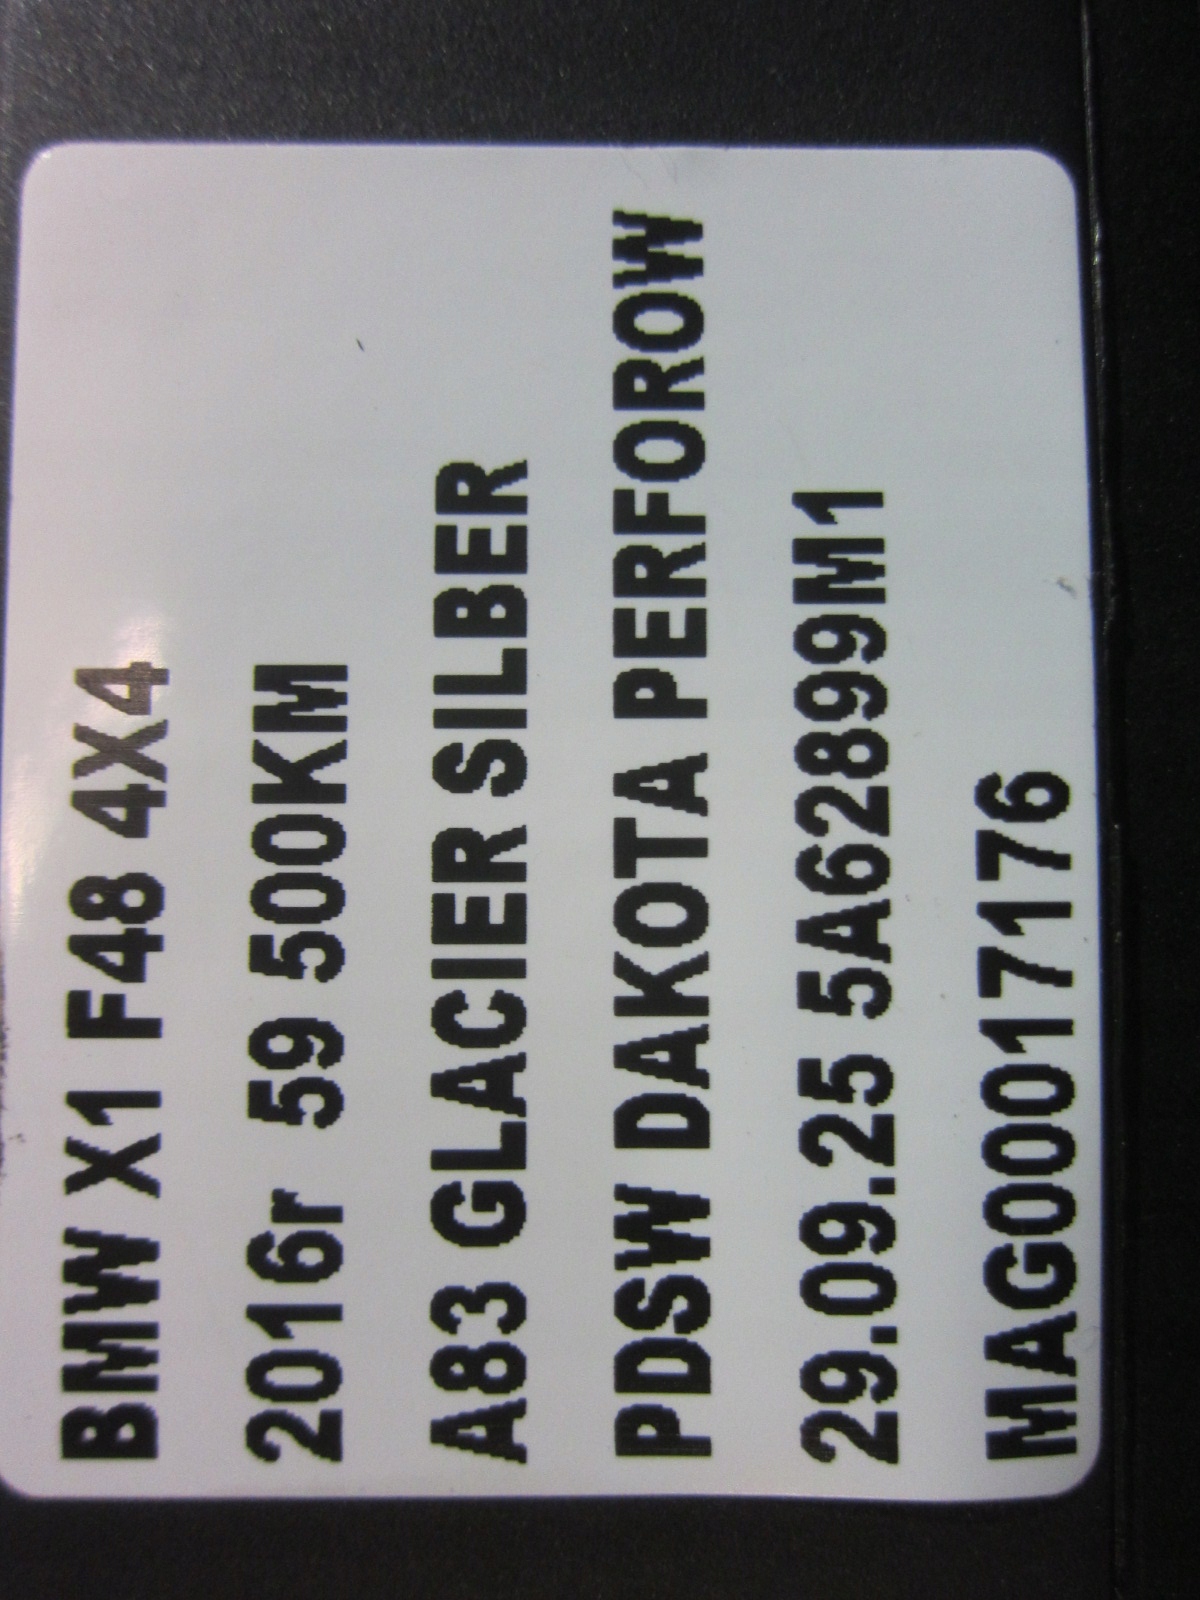 BMW X1 F48 4X4
2016r 59 500KM
A83 GLACIER SILBER
PDSW DAKOTA PERFOROW
29.09.25 5A62899M1
MAG00017176